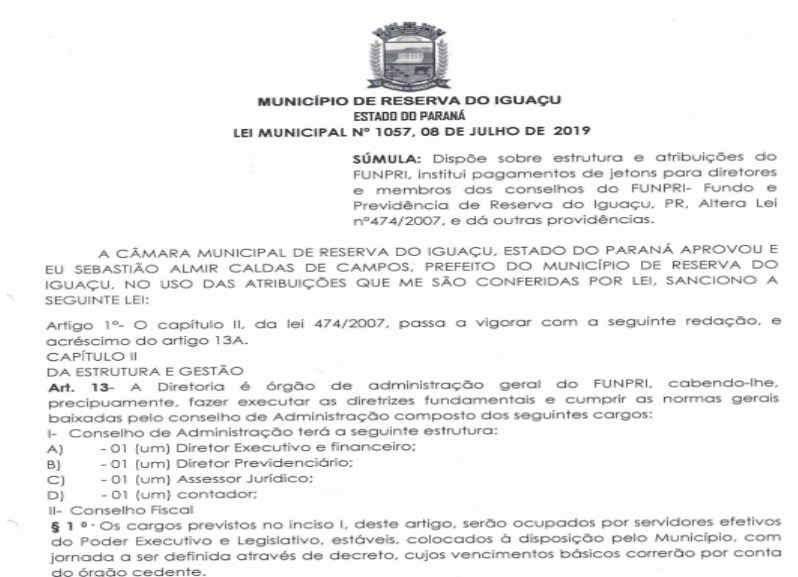 MUNICÍPIO DE RESERVA DO IGUAÇU
ESTADO DO PARANÁ
LEI MUNICIPAL Nº 1057, 08 DE JULHO DE 2019
SÚMULA: Dispõe sobre estrutura e atribuições do
FUNPRI, institui pagamentos de jetons para diretores
e membros dos conselhos do FUNPRI- Fundo e
Previdência de Reserva do Iguaçu, PR, Altera Lei
nº474/2007, e dá outras providências.
A CÂMARA MUNICIPAL DE RESERVA DO IGUAÇU, ESTADO DO PARANÁ APROVOU E
EU SEBASTIÃO ALMIR CALDAS DE CAMPOS, PREFEITO DO MUNICÍPIO DE RESERVA DO
IGUAÇU, NO USO DAS ATRIBUIÇÕES QUE ME SÃO CONFERIDAS POR LEI, SANCIONO A
SEGUINTE LEI:
Artigo 1º- O capítulo II, da lei 474/2007, passa a vigorar com a seguinte redação, e
acréscimo do artigo 13A.
CAPÍTULO II
DA ESTRUTURA E GESTÃO
Art. 13- A Diretoria é órgão de administração geral do FUNPRI, cabendo-lhe,
precipuamente, fazer executar as diretrizes fundamentais e cumprir as normas gerais
baixadas pelo conselho de Administração composto dos seguintes cargos:
I- Conselho de Administração terá a seguinte estrutura:
A) - 01 (um) Diretor Executivo e financeiro;
B) - 01 (um) Diretor Previdenciário;
C) - 01 (um) Assessor Jurídico;
D) - 01 (um) contador;
II- Conselho Fiscal
§ 1 º - Os cargos previstos no inciso I, deste artigo, serão ocupados por servidores efetivos
do Poder Executivo e Legislativo, estáveis, colocados à disposição pelo Município, com
jornada a ser definida através de decreto, cujos vencimentos básicos correrão por conta
do órgão cedente.